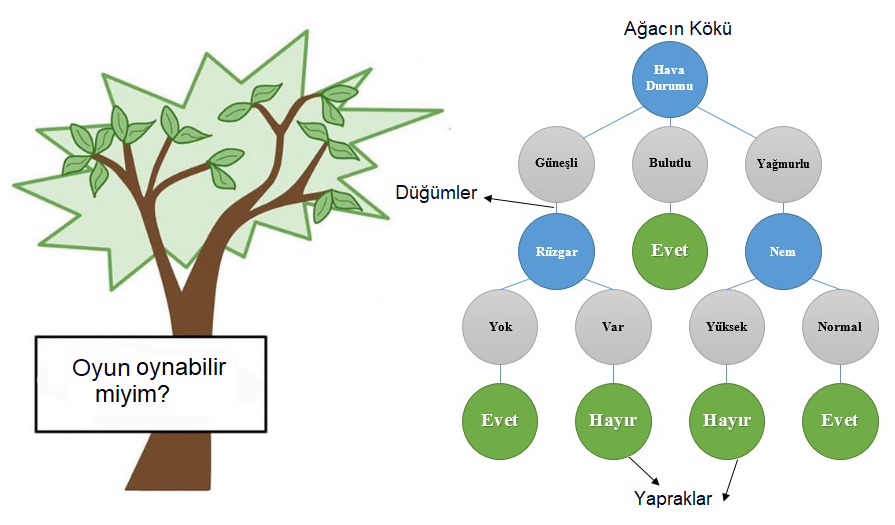 Ağacın Kökü
Hava
Durumu
Güneşli
Bulutlu
Yağmurlu
Düğümler
Rüzgar
Evet
Nem
Yok
Var
Yüksek
Normal
Oyun oynabilir
miyim?
Evet
Hayır
Hayır
Evet
Yapraklar